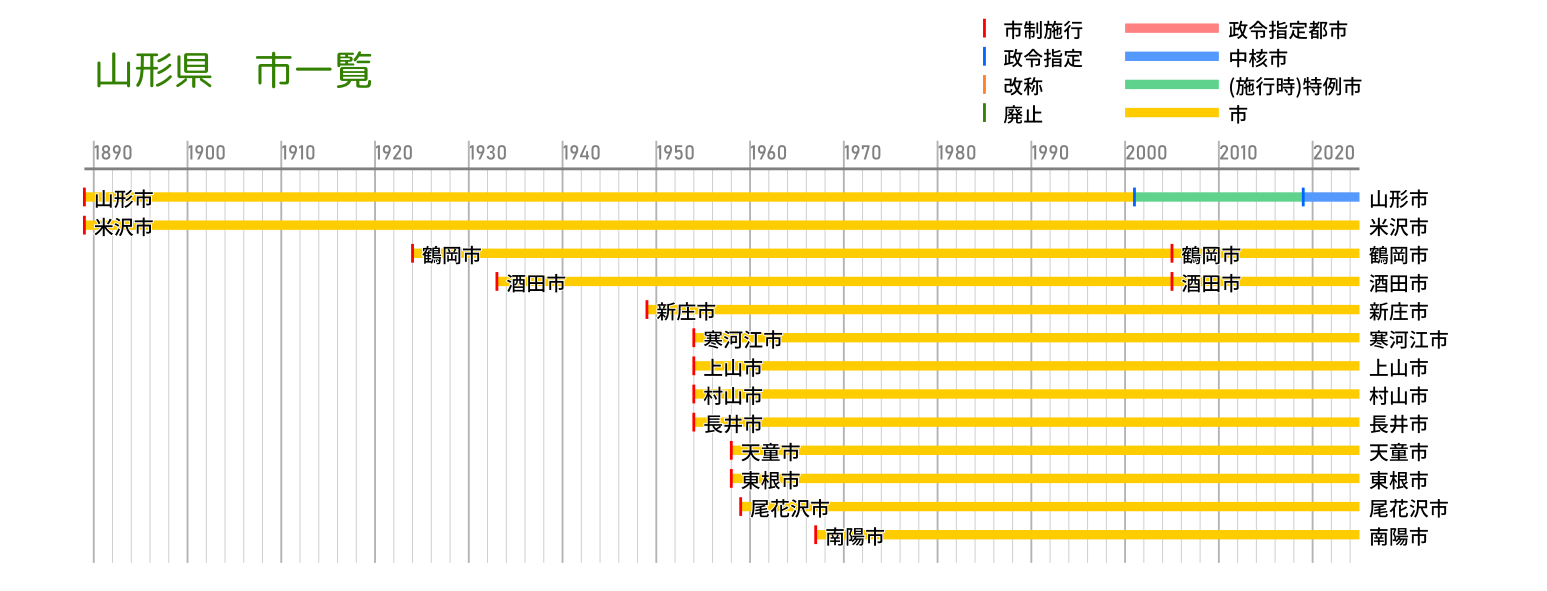 山形県　市一覧
市制施行 政令指定都市
政令指定 中核市
改称 (施行時)特例市
廃止 市
1890 1900 1910 1920 1930 1940 1950 1960 1970 1980 1990 2000 2010 2020
山形市 山形市
米沢市 米沢市
鶴岡市 鶴岡市 鶴岡市
酒田市 酒田市 酒田市
新庄市 新庄市
寒河江市 寒河江市
上山市 上山市
村山市 村山市
長井市 長井市
天童市 天童市
東根市 東根市
尾花沢市 尾花沢市
南陽市 南陽市